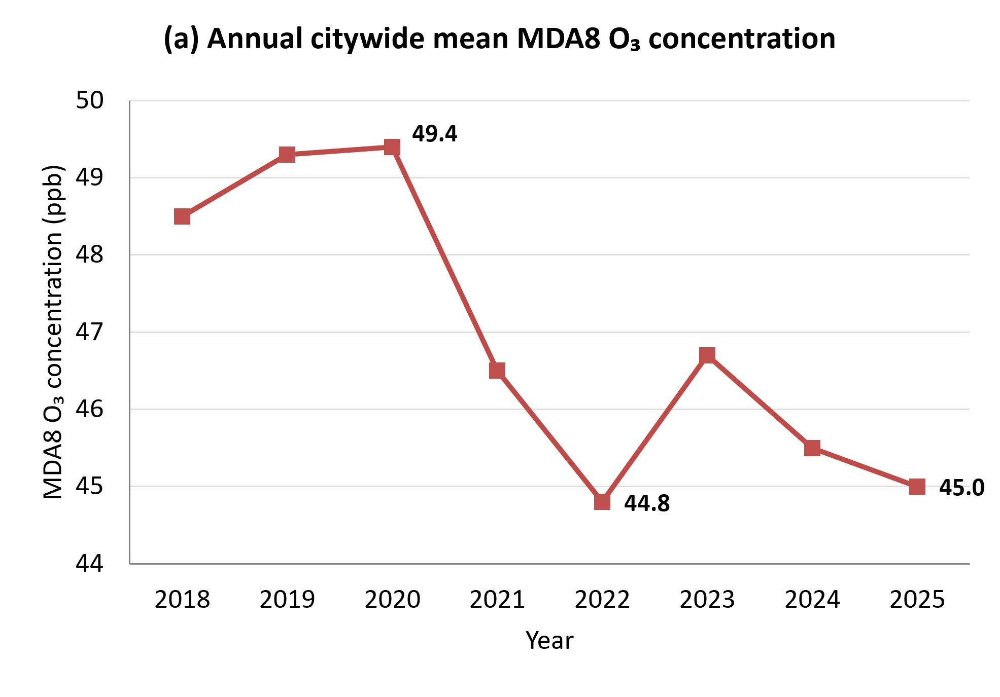 (a) Annual citywide mean MDA8 O₃ concentration
MDA8 O₃ concentration (ppb)
50
49
48
47
46
45
44
49.4
44.8
45.0
2018 2019 2020 2021 2022 2023 2024 2025
Year